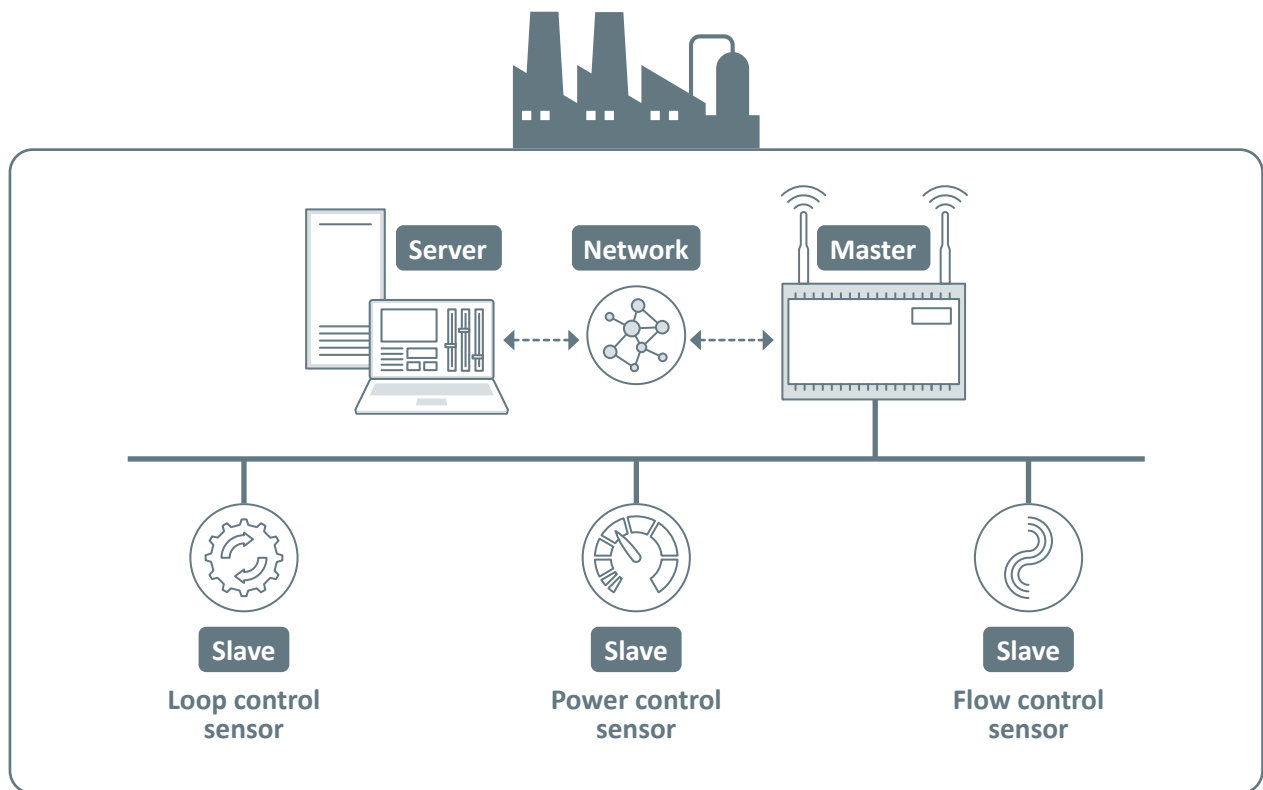 Server
Network
Master
Slave
Slave
Slave
Loop control
sensor
Power control
sensor
Flow control
sensor